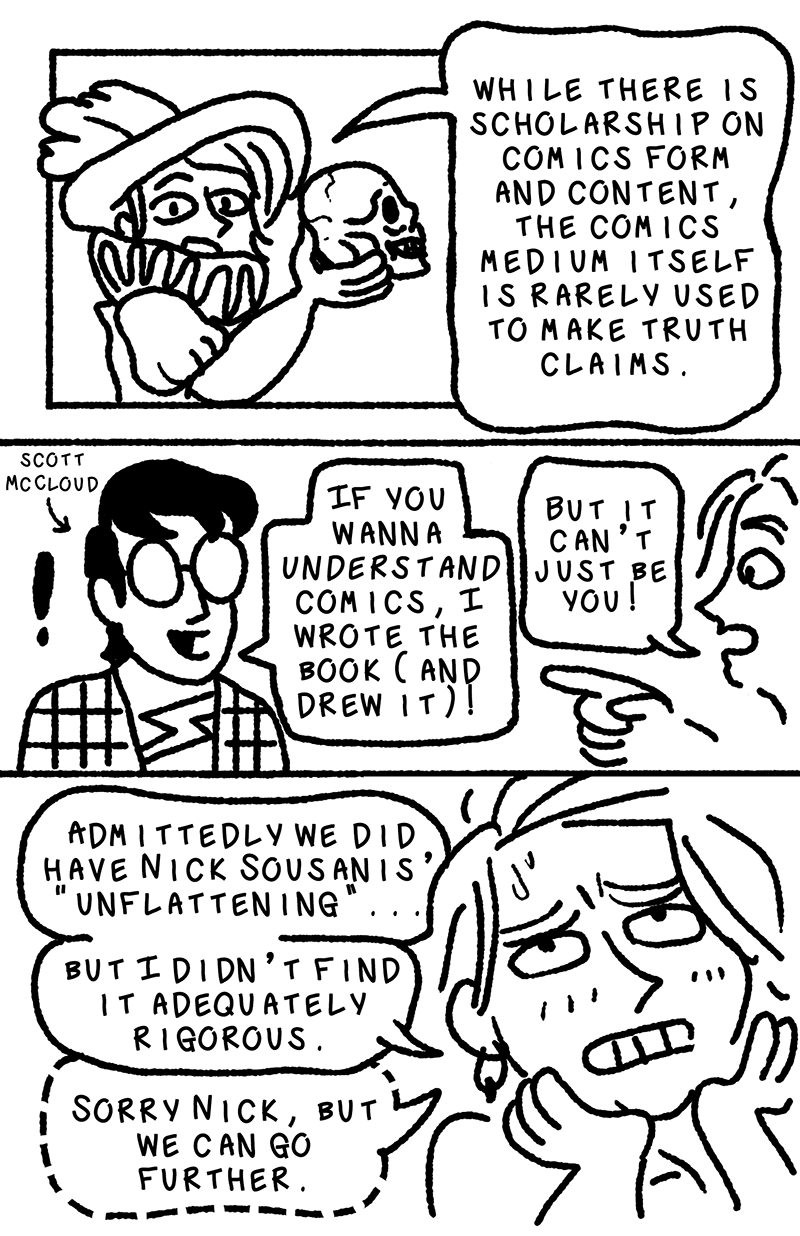 WHILE THERE IS
SCHOLARSHIP ON
COMICS FORM
AND CONTENT,
THE COMICS
MEDIUM ITSELF
IS RARELY USED
TO MAKE TRUTH
CLAIMS.
SCOTT
MCCLOUD
!
IF YOU
WANNA
UNDERSTAND
COMICS, I
WROTE THE
BOOK (AND
DREW IT)!
BUT IT
CAN'T
JUST BE
YOU!
ADMITTEDLY WE DID
HAVE NICK SOUSANIS'
"UNFLATTENING"...
BUT I DIDN'T FIND
IT ADEQUATELY
RIGOROUS.
SORRY NICK, BUT
WE CAN GO
FURTHER.